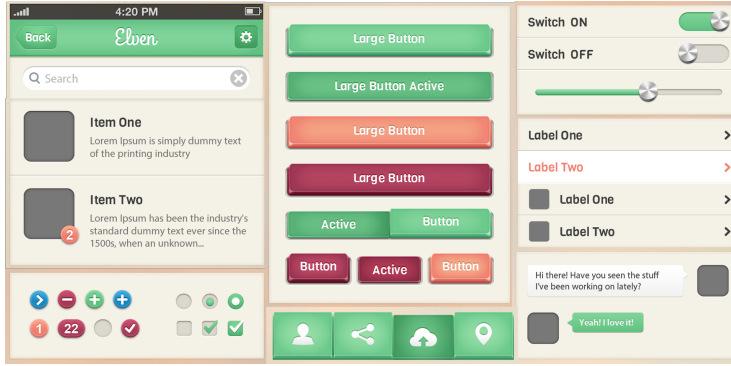 4:20 PM
Back
Elven
Search
Item One
Lorem Ipsum is simply dummy text
of the printing industry
Item Two
Lorem Ipsum has been the industry's
standard dummy text ever since the
1500s, when an unknown...
2
1
22
Large Button
Large Button Active
Large Button
Large Button
Active
Button
Button
Active
Button
Switch ON
Switch OFF
Label One
Label Two
Label One
Label Two
Hi there! Have you seen the stuff
I've been working on lately?
Yeah! I love it!